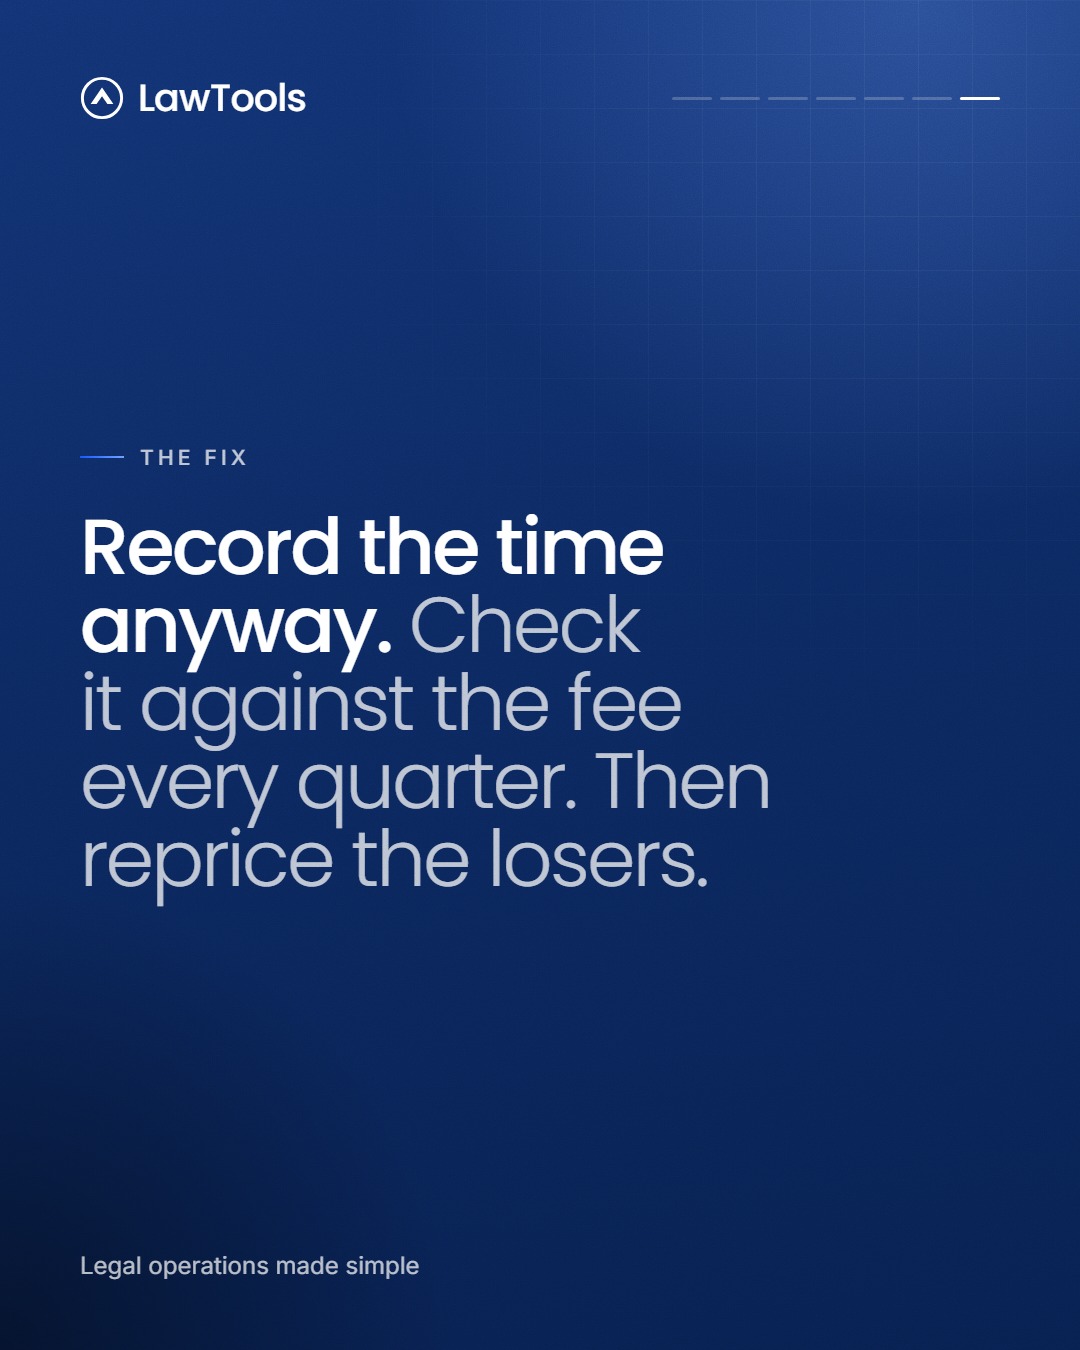 LawTools
THE FIX
Record the time
anyway. Check
it against the fee
every quarter. Then
reprice the losers.
Legal operations made simple